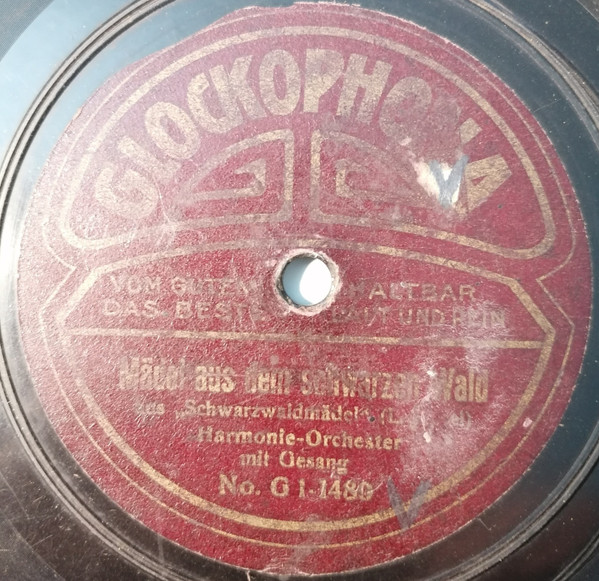 GLOCKOPHONA
VOM GUTEN HALTBAR
DAS BESTE LAUT UND REIN
Mädel aus dem schwarzen Wald
aus „Schwarzwaldmädel“
Harmonie-Orchester
mit Gesang
No. G 1-1480